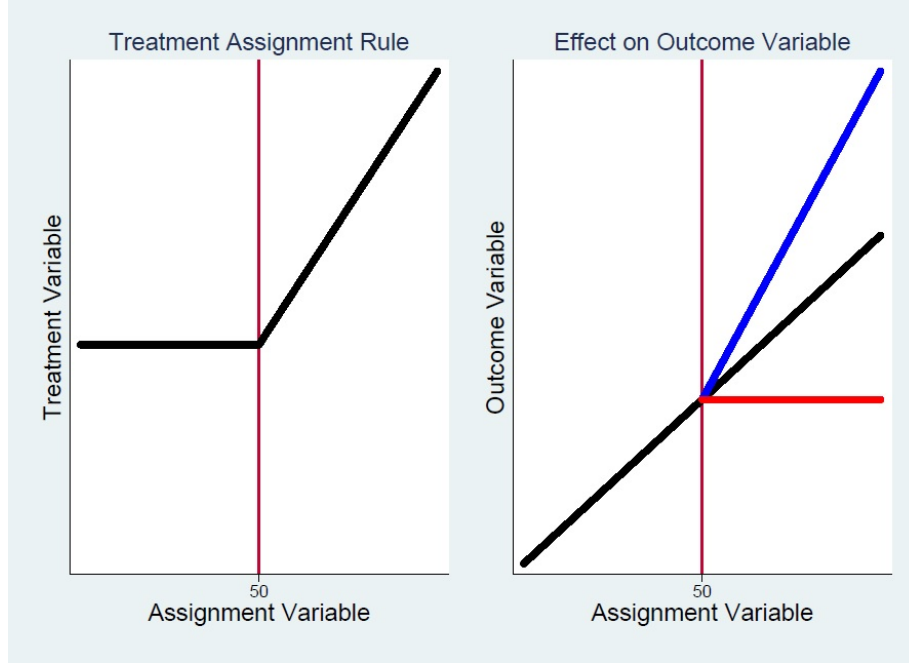 Treatment Assignment Rule
Treatment Variable
50
Assignment Variable
Effect on Outcome Variable
Outcome Variable
50
Assignment Variable